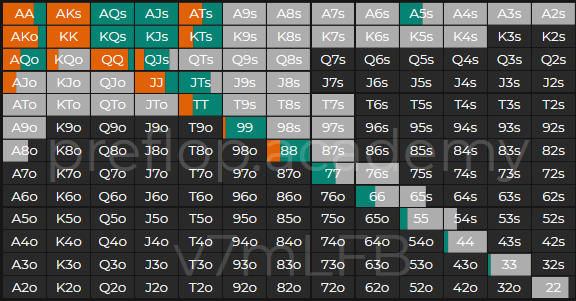 AA AKs AQs AJs ATs A9s A8s A7s A6s A5s A4s A3s A2s
AKo KK KQs KJs KTs K9s K8s K7s K6s K5s K4s K3s K2s
AQo KQo QQ QJs QTs Q9s Q8s Q7s Q6s Q5s Q4s Q3s Q2s
AJo KJo QJo JJ JTs J9s J8s J7s J6s J5s J4s J3s J2s
ATo KTo QTo JTo TT T9s T8s T7s T6s T5s T4s T3s T2s
A9o K9o Q9o J9o T9o 99 98s 97s 96s 95s 94s 93s 92s
A8o K8o Q8o J8o T8o 98o 88 87s 86s 85s 84s 83s 82s
preflop.academy
A7o K7o Q7o J7o T7o 97o 87o 77 76s 75s 74s 73s 72s
A6o K6o Q6o J6o T6o 96o 86o 76o 66 65s 64s 63s 62s
A5o K5o Q5o J5o T5o 95o 85o 75o 65o 55 54s 53s 52s
A4o K4o Q4o J4o T4o 94o 84o 74o 64o 54o 44 43s 42s
v7mLFB
A3o K3o Q3o J3o T3o 93o 83o 73o 63o 53o 43o 33 32s
A2o K2o Q2o J2o T2o 92o 82o 72o 62o 52o 42o 32o 22